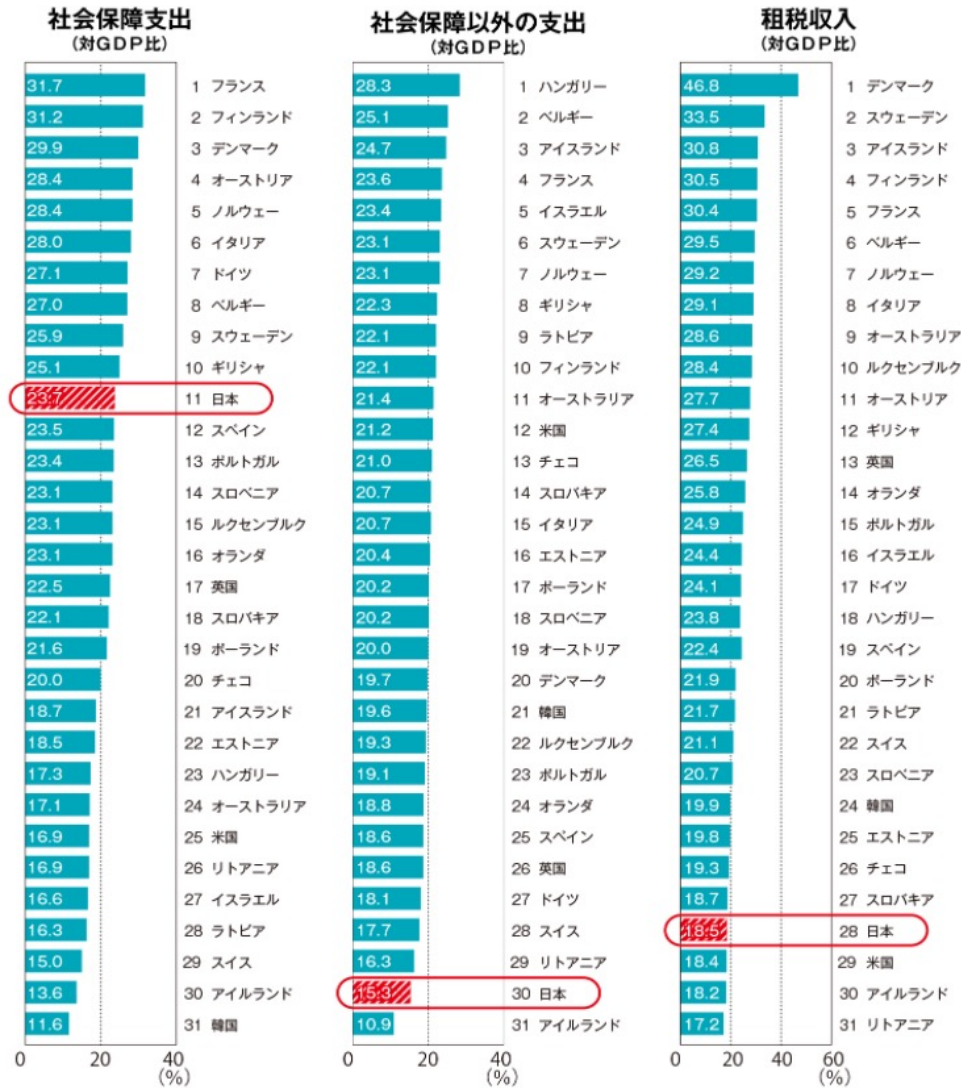 社会保障支出
(対GDP比)
31.7 1 フランス
31.2 2 フィンランド
29.9 3 デンマーク
28.4 4 オーストリア
28.4 5 ノルウェー
28.0 6 イタリア
27.1 7 ドイツ
27.0 8 ベルギー
25.9 9 スウェーデン
25.1 10 ギリシャ
23.7 11 日本
23.5 12 スペイン
23.4 13 ポルトガル
23.1 14 スロベニア
23.1 15 ルクセンブルク
23.1 16 オランダ
22.5 17 英国
22.1 18 スロバキア
21.6 19 ポーランド
20.0 20 チェコ
18.7 21 アイスランド
18.5 22 エストニア
17.3 23 ハンガリー
17.1 24 オーストラリア
16.9 25 米国
16.9 26 リトアニア
16.6 27 イスラエル
16.3 28 ラトビア
15.0 29 スイス
13.6 30 アイルランド
11.6 31 韓国
0 20 40
(%)
社会保障以外の支出
(対GDP比)
28.3 1 ハンガリー
25.1 2 ベルギー
24.7 3 アイスランド
23.6 4 フランス
23.4 5 イスラエル
23.1 6 スウェーデン
23.1 7 ノルウェー
22.3 8 ギリシャ
22.1 9 ラトビア
22.1 10 フィンランド
21.4 11 オーストラリア
21.2 12 米国
21.0 13 チェコ
20.7 14 スロバキア
20.7 15 イタリア
20.4 16 エストニア
20.2 17 ポーランド
20.2 18 スロベニア
20.0 19 オーストリア
19.7 20 デンマーク
19.6 21 韓国
19.3 22 ルクセンブルク
19.1 23 ポルトガル
18.8 24 オランダ
18.6 25 スペイン
18.6 26 英国
18.1 27 ドイツ
17.7 28 スイス
16.3 29 リトアニア
15.3 30 日本
10.9 31 アイルランド
0 20 40
(%)
租税収入
(対GDP比)
46.8 1 デンマーク
33.5 2 スウェーデン
30.8 3 アイスランド
30.5 4 フィンランド
30.4 5 フランス
29.5 6 ベルギー
29.2 7 ノルウェー
29.1 8 イタリア
28.6 9 オーストラリア
28.4 10 ルクセンブルク
27.7 11 オーストリア
27.4 12 ギリシャ
26.5 13 英国
25.8 14 オランダ
24.9 15 ポルトガル
24.4 16 イスラエル
24.1 17 ドイツ
23.8 18 ハンガリー
22.4 19 スペイン
21.9 20 ポーランド
21.7 21 ラトビア
21.1 22 スイス
20.7 23 スロベニア
19.9 24 韓国
19.8 25 エストニア
19.3 26 チェコ
18.7 27 スロバキア
18.5 28 日本
18.4 29 米国
18.2 30 アイルランド
17.2 31 リトアニア
0 20 40 60
(%)